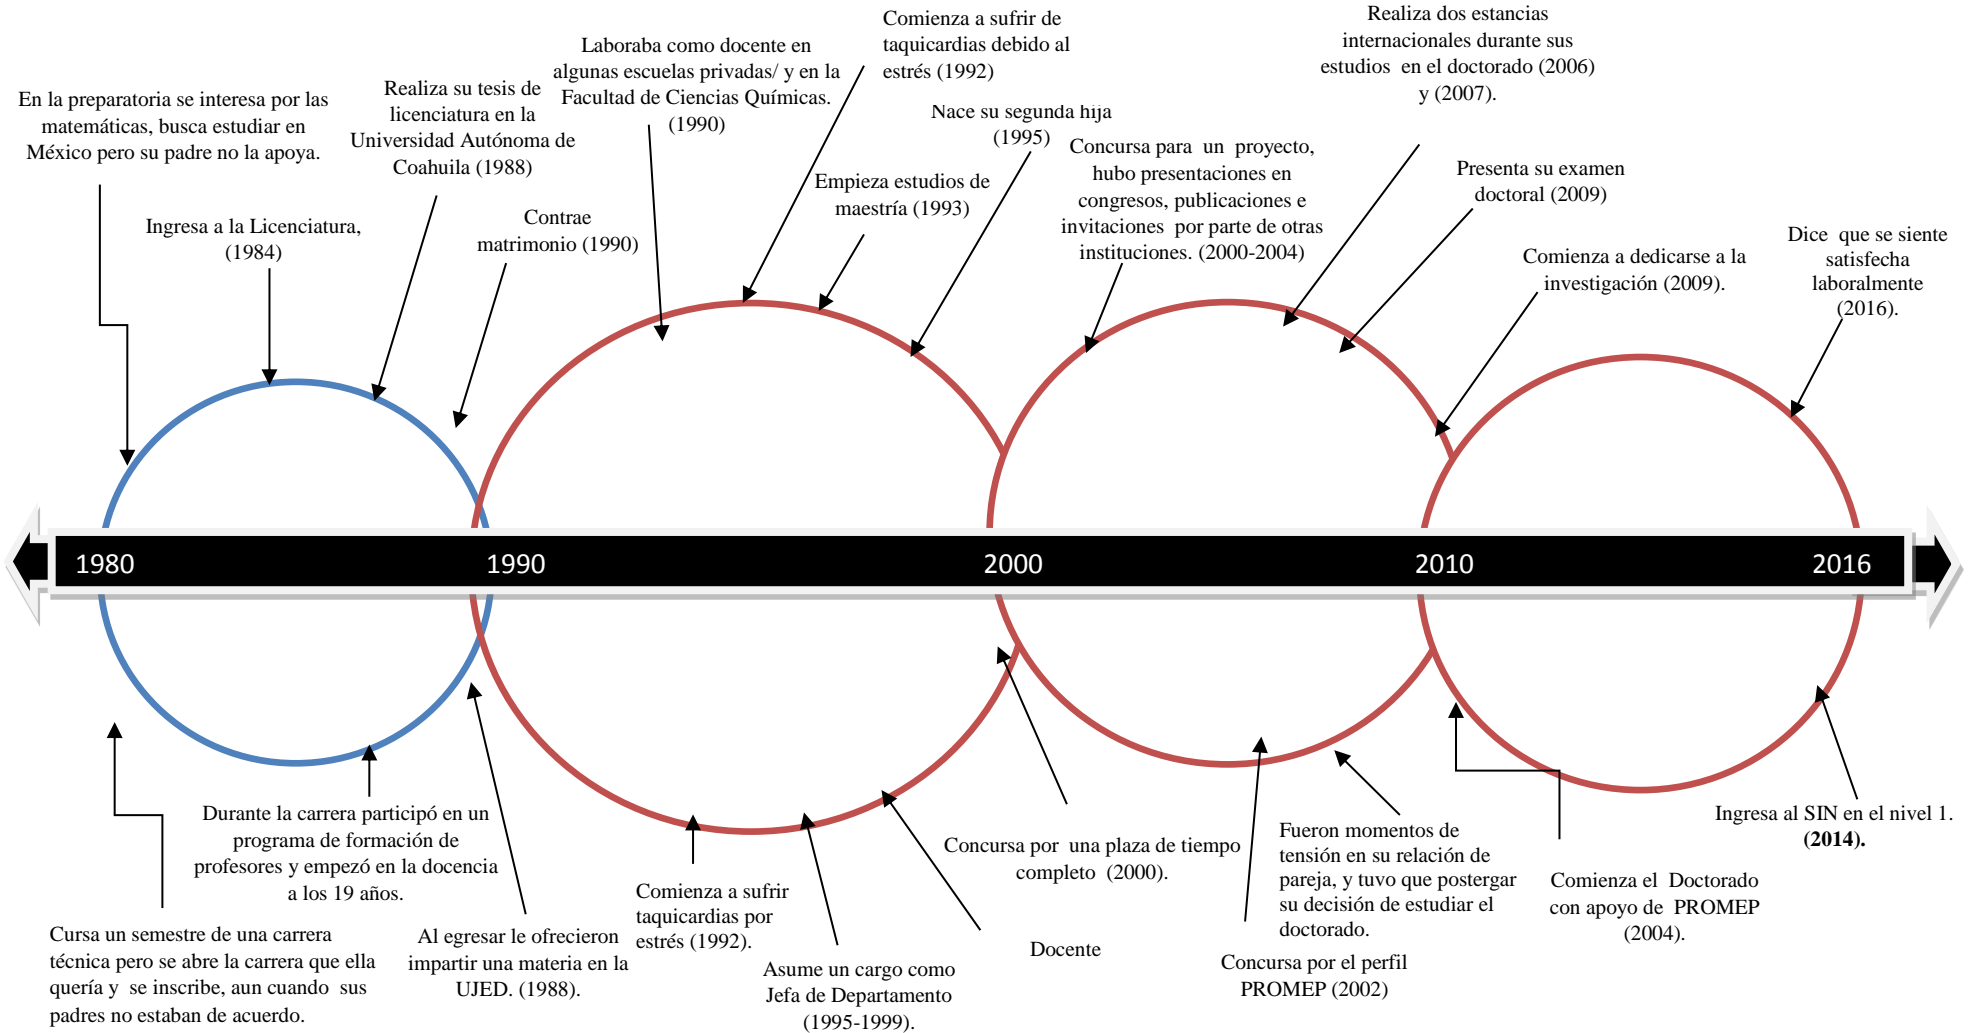 En la preparatoria se interesa por las
matemáticas, busca estudiar en
México pero su padre no la apoya.
Ingresa a la Licenciatura,
(1984)
Realiza su tesis de
licenciatura en la
Universidad Autónoma de
Coahuila (1988)
Contrae
matrimonio (1990)
Laboraba como docente en
algunas escuelas privadas/ y en la
Facultad de Ciencias Químicas.
(1990)
Comienza a sufrir de
taquicardias debido al
estrés (1992)
Empieza estudios de
maestría (1993)
Nace su segunda hija
(1995)
Concursa para un proyecto,
hubo presentaciones en
congresos, publicaciones e
invitaciones por parte de otras
instituciones. (2000-2004)
Realiza dos estancias
internacionales durante sus
estudios en el doctorado (2006)
y (2007).
Presenta su examen
doctoral (2009)
Comienza a dedicarse a la
investigación (2009).
Dice que se siente
satisfecha
laboralmente
(2016).
1980
1990
2000
2010
2016
Cursa un semestre de una carrera
técnica pero se abre la carrera que ella
quería y se inscribe, aun cuando sus
padres no estaban de acuerdo.
Durante la carrera participó en un
programa de formación de
profesores y empezó en la docencia
a los 19 años.
Al egresar le ofrecieron
impartir una materia en la
UJED. (1988).
Comienza a sufrir
taquicardias por
estrés (1992).
Asume un cargo como
Jefa de Departamento
(1995-1999).
Docente
Concursa por una plaza de tiempo
completo (2000).
Concursa por el perfil
PROMEP (2002)
Fueron momentos de
tensión en su relación de
pareja, y tuvo que postergar
su decisión de estudiar el
doctorado.
Comienza el Doctorado
con apoyo de PROMEP
(2004).
Ingresa al SIN en el nivel 1.
(2014).